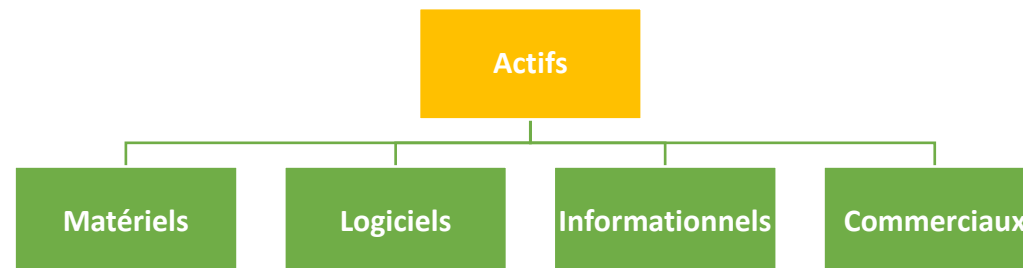 Actifs
Matériels
Logiciels
Informationnels
Commerciaux